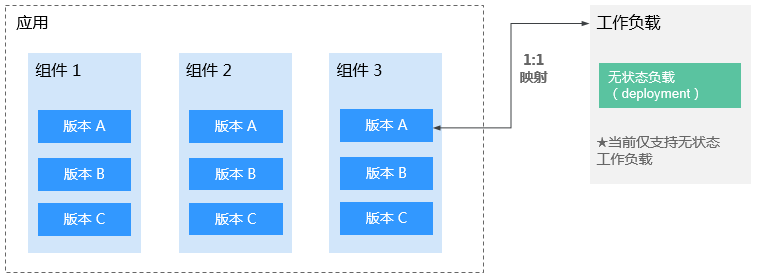 应用
组件 1
版本 A
版本 B
版本 C
组件 2
版本 A
版本 B
版本 C
组件 3
版本 A
版本 B
版本 C
1:1
映射
工作负载
无状态负载
（deployment）
★当前仅支持无状态
工作负载